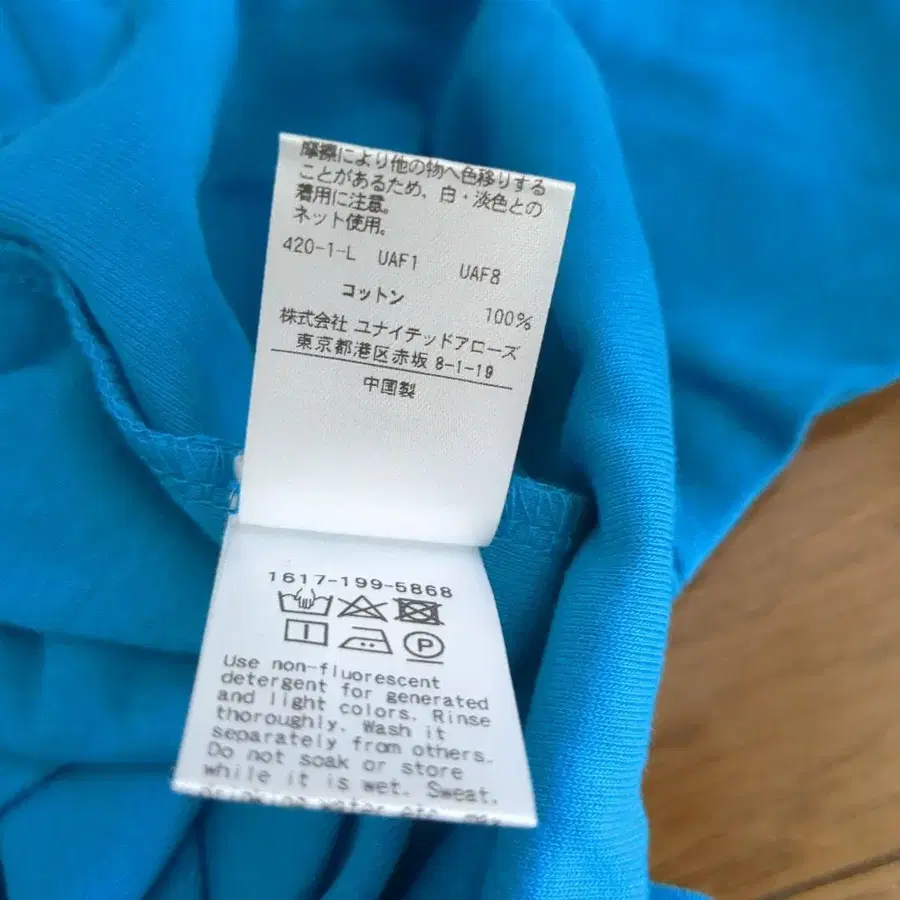 摩擦により他の物へ色移りする
ことがあるため、白・淡色との
着用に注意。
ネット使用。
420-1-L UAF1 UAF8
コットン 100%
株式会社 ユナイテッドアローズ
東京都港区赤坂 8-1-19
中国製
1617-199-5868
P
Use non-fluorescent
detergent for generated
and light colors. Rinse
thoroughly. Wash it
separately from others.
Do not soak or store
while it is wet. Sweat,
water etc.